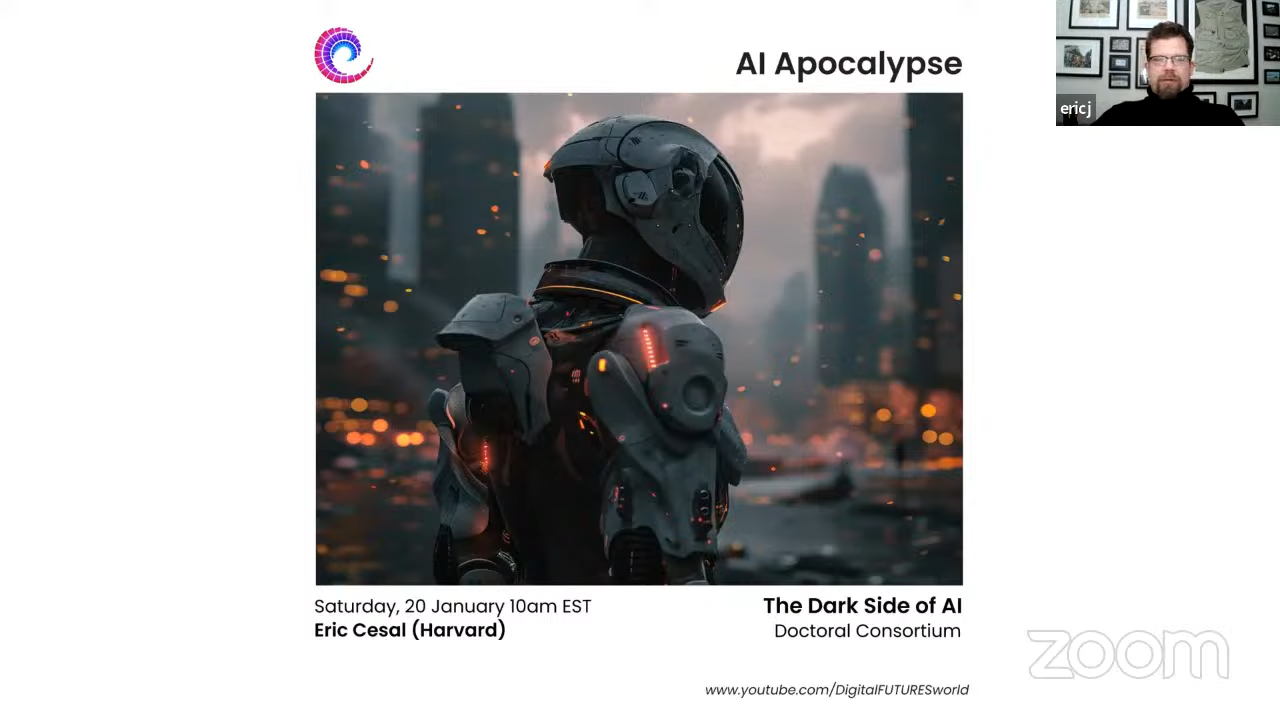 AI Apocalypse
ericj
Saturday, 20 January 10am EST
Eric Cesal (Harvard)
The Dark Side of AI
Doctoral Consortium
zoom
www.youtube.com/DigitalFUTURESworld